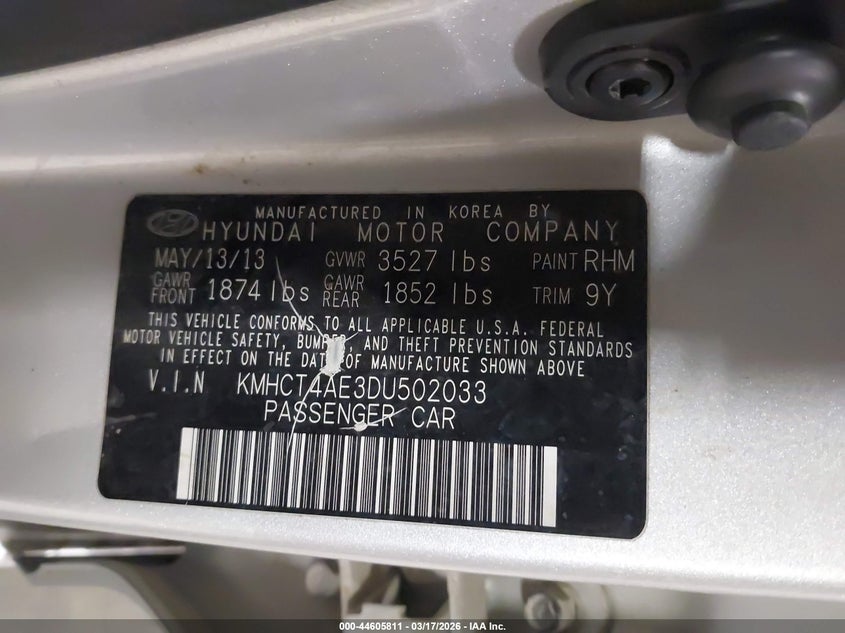 MANUFACTURED IN KOREA BY
HYUNDAI MOTOR COMPANY
MAY/13/13 GVWR 3527 lbs PAINT RHM
GAWR FRONT 1874 lbs GAWR REAR 1852 lbs TRIM 9Y
THIS VEHICLE CONFORMS TO ALL APPLICABLE U.S.A. FEDERAL
MOTOR VEHICLE SAFETY, BUMPER, AND THEFT PREVENTION STANDARDS
IN EFFECT ON THE DATE OF MANUFACTURE SHOWN ABOVE
V.I.N KMHCT4AE3DU502033
PASSENGER CAR
000-44605811 - 03/17/2026 - IAA Inc.